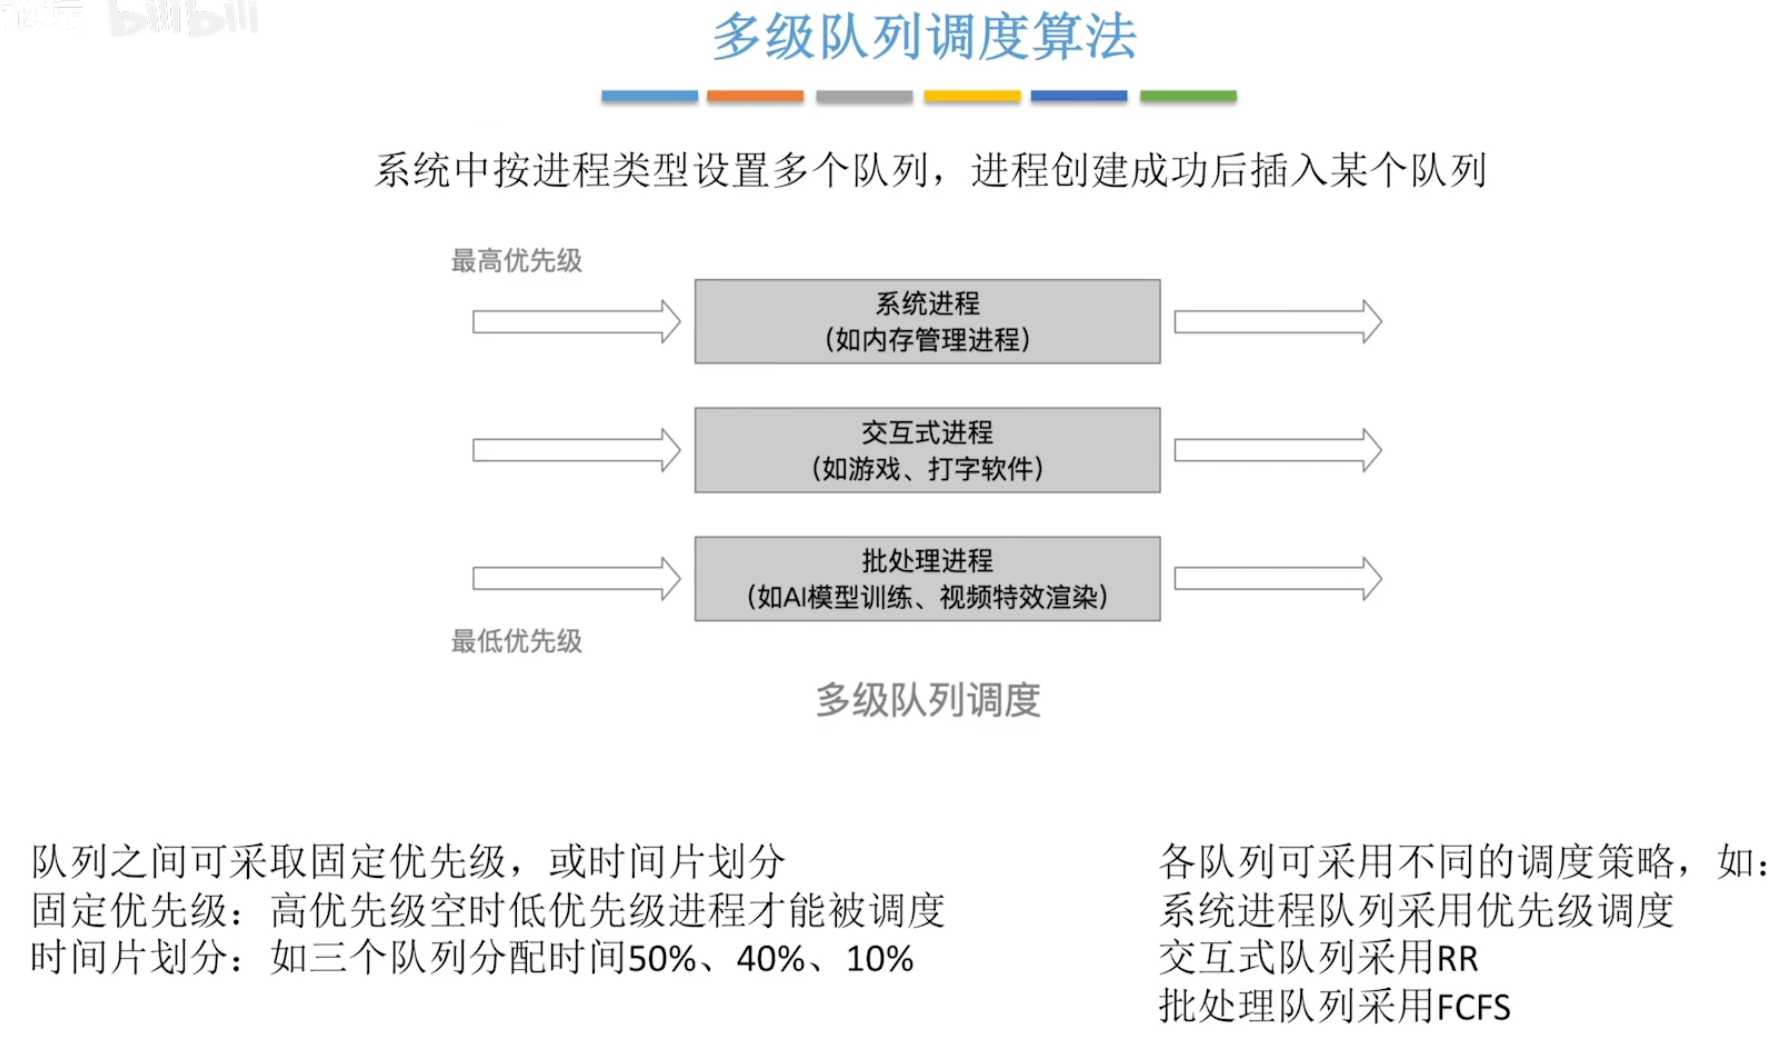 bilibili
多级队列调度算法
系统中按进程类型设置多个队列，进程创建成功后插入某个队列
最高优先级
系统进程
（如内存管理进程）
交互式进程
（如游戏、打字软件）
批处理进程
（如AI模型训练、视频特效渲染）
最低优先级
多级队列调度
队列之间可采取固定优先级，或时间片划分
固定优先级：高优先级空时低优先级进程才能被调度
时间片划分：如三个队列分配时间50%、40%、10%
各队列可采用不同的调度策略，如：
系统进程队列采用优先级调度
交互式队列采用RR
批处理队列采用FCFS